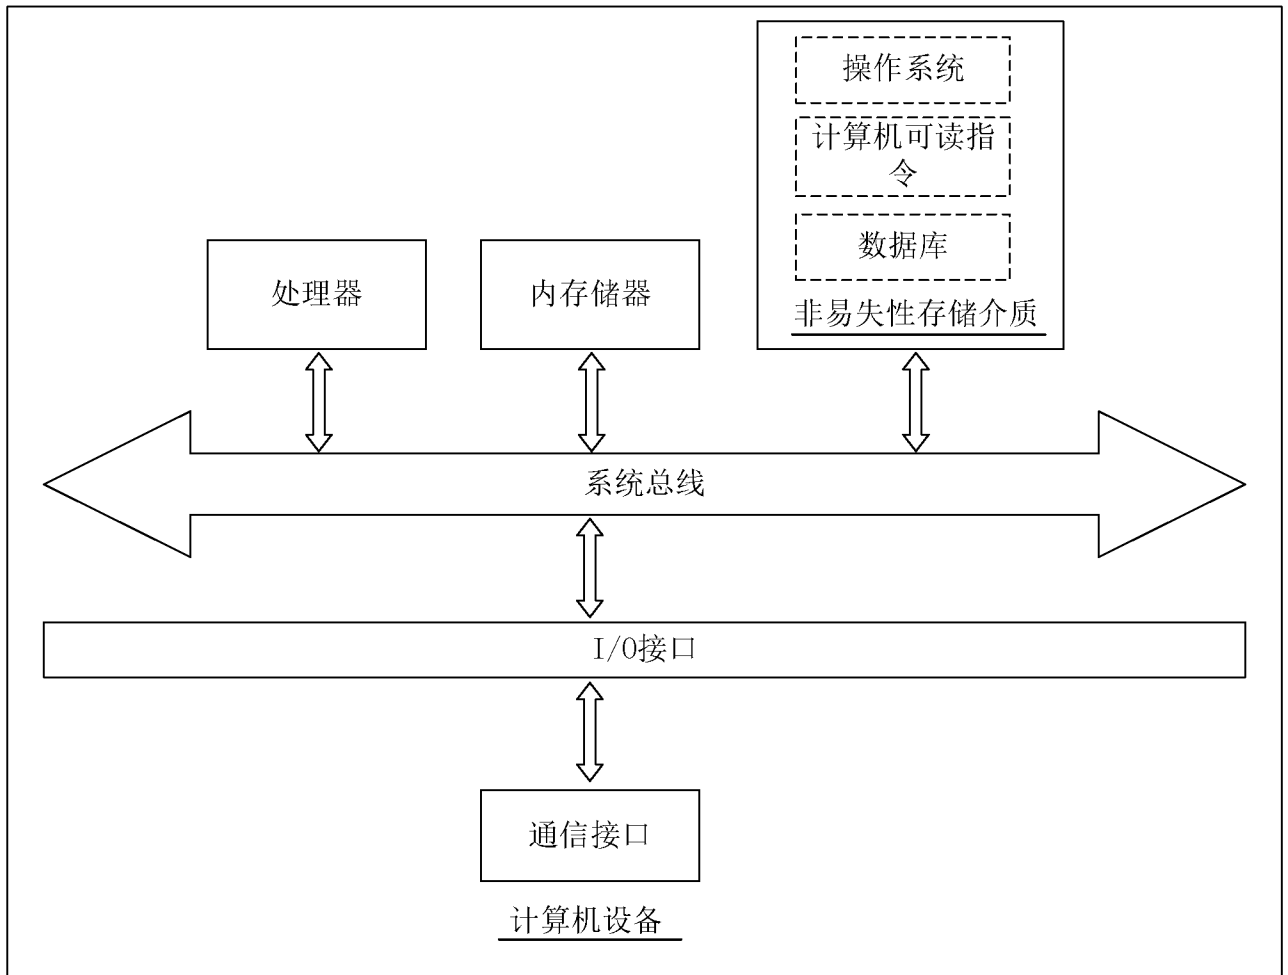 操作系统
计算机可读指
令
数据库
非易失性存储介质
处理器
内存储器
系统总线
I/O接口
通信接口
计算机设备